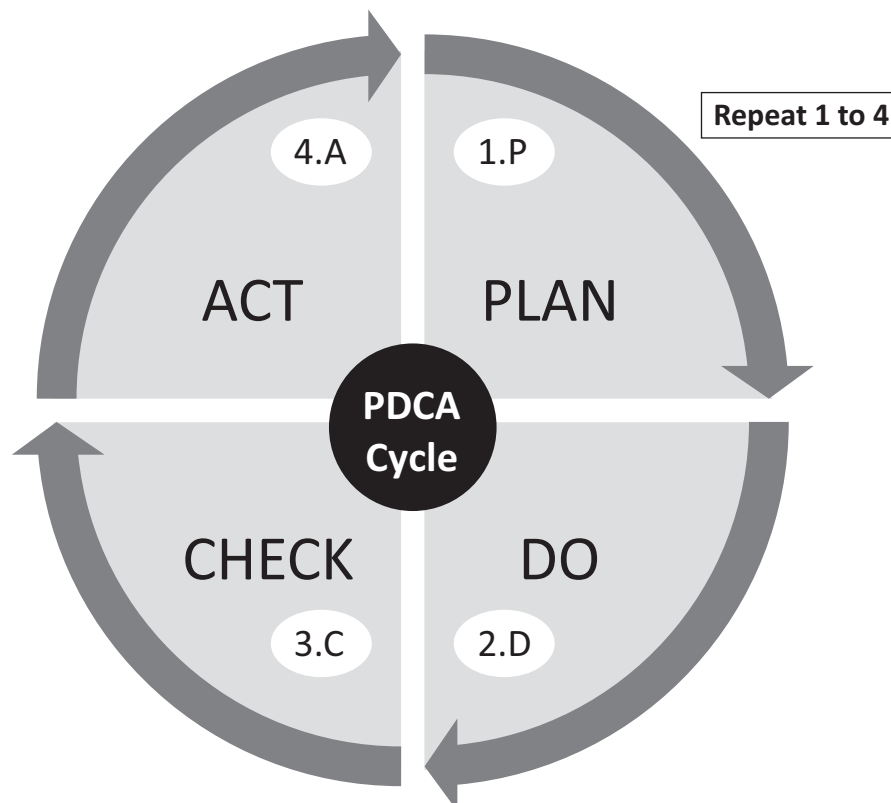 Repeat 1 to 4
4.A
1.P
ACT
PLAN
PDCA
Cycle
CHECK
DO
3.C
2.D